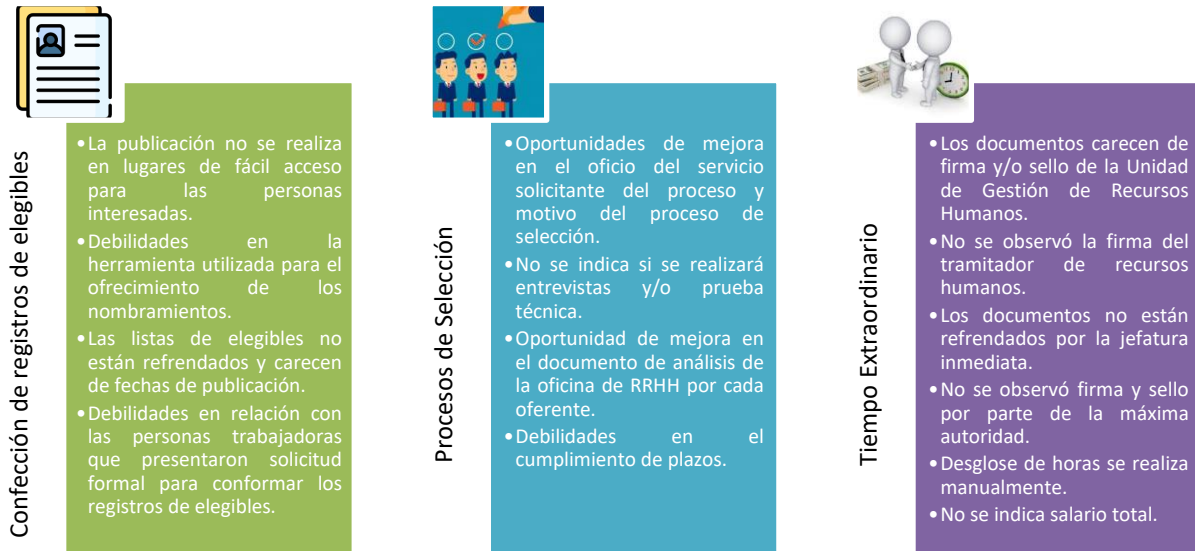 Confección de registros de elegibles
•La publicación no se realiza
en lugares de fácil acceso
para las personas
interesadas.
•Debilidades en la
herramienta utilizada para el
ofrecimiento de los
nombramientos.
•Las listas de elegibles no
están refrendados y carecen
de fechas de publicación.
•Debilidades en relación con
las personas trabajadoras
que presentaron solicitud
formal para conformar los
registros de elegibles.
Procesos de Selección
•Oportunidades de mejora
en el oficio del servicio
solicitante del proceso y
motivo del proceso de
selección.
•No se indica si se realizará
entrevistas y/o prueba
técnica.
•Oportunidad de mejora en
el documento de análisis de
la oficina de RRHH por cada
oferente.
•Debilidades en el
cumplimiento de plazos.
Tiempo Extraordinario
•Los documentos carecen de
firma y/o sello de la Unidad
de Gestión de Recursos
Humanos.
•No se observó la firma del
tramitador de recursos
humanos.
•Los documentos no están
refrendados por la jefatura
inmediata.
•No se observó firma y sello
por parte de la máxima
autoridad.
•Desglose de horas se realiza
manualmente.
•No se indica salario total.